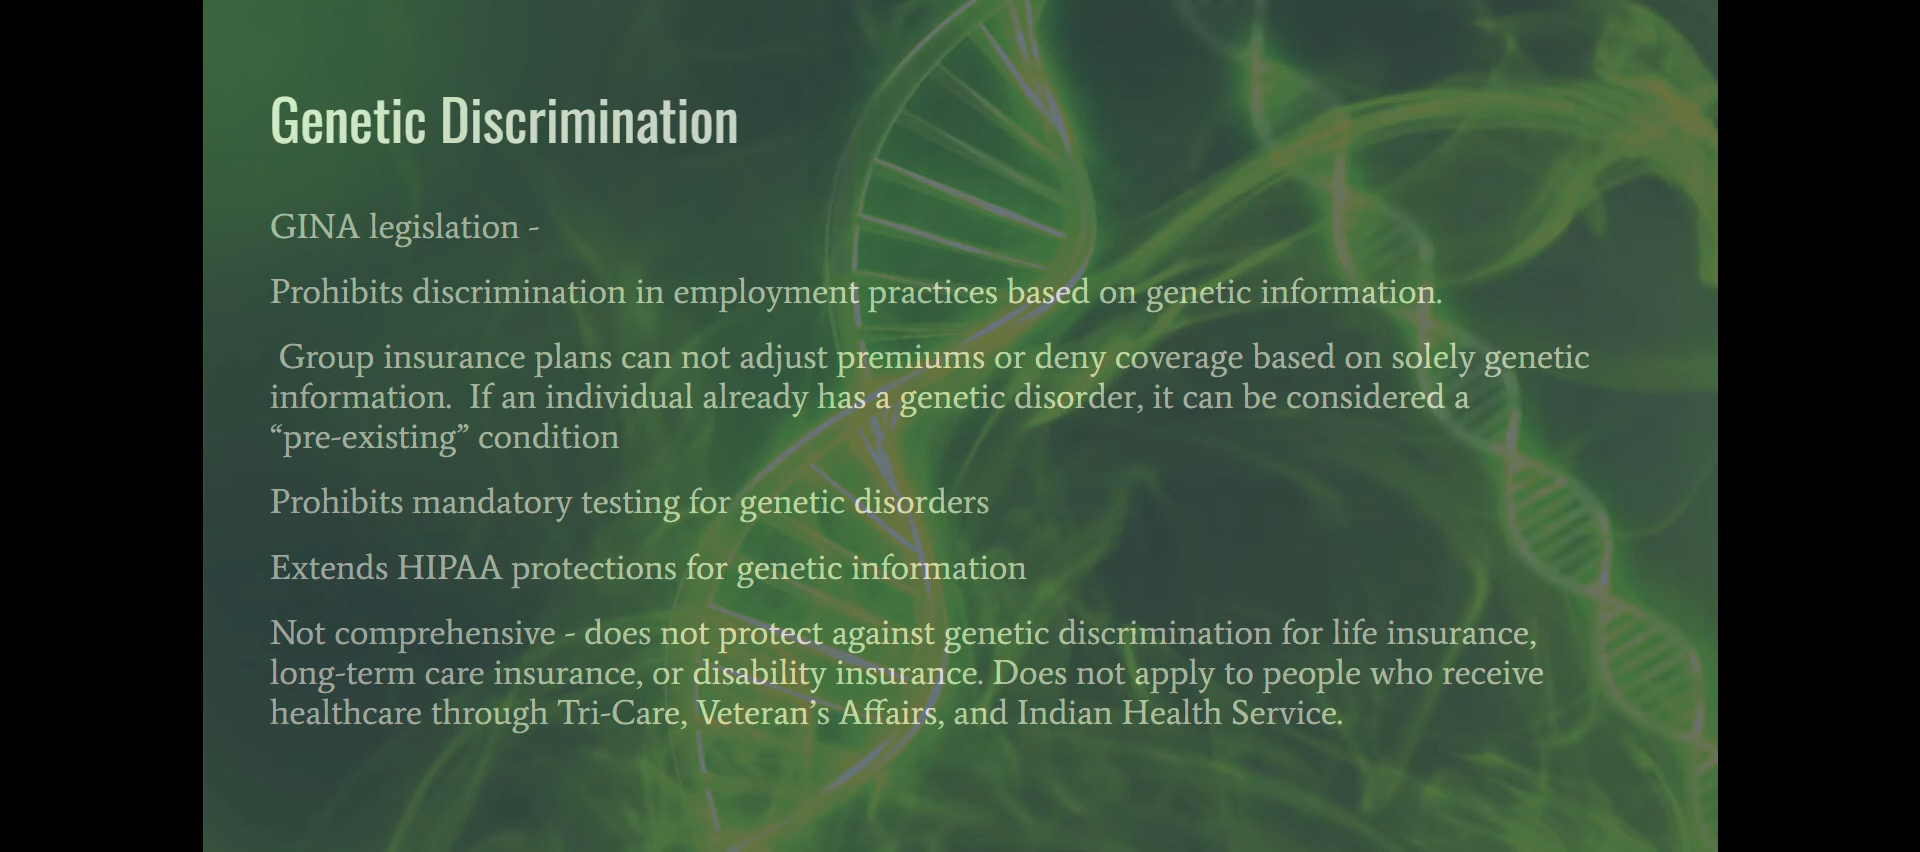 Genetic Discrimination
GINA legislation -
Prohibits discrimination in employment practices based on genetic information.
Group insurance plans can not adjust premiums or deny coverage based on solely genetic
information.  If an individual already has a genetic disorder, it can be considered a
“pre-existing” condition
Prohibits mandatory testing for genetic disorders
Extends HIPAA protections for genetic information
Not comprehensive - does not protect against genetic discrimination for life insurance,
long-term care insurance, or disability insurance. Does not apply to people who receive
healthcare through Tri-Care, Veteran’s Affairs, and Indian Health Service.